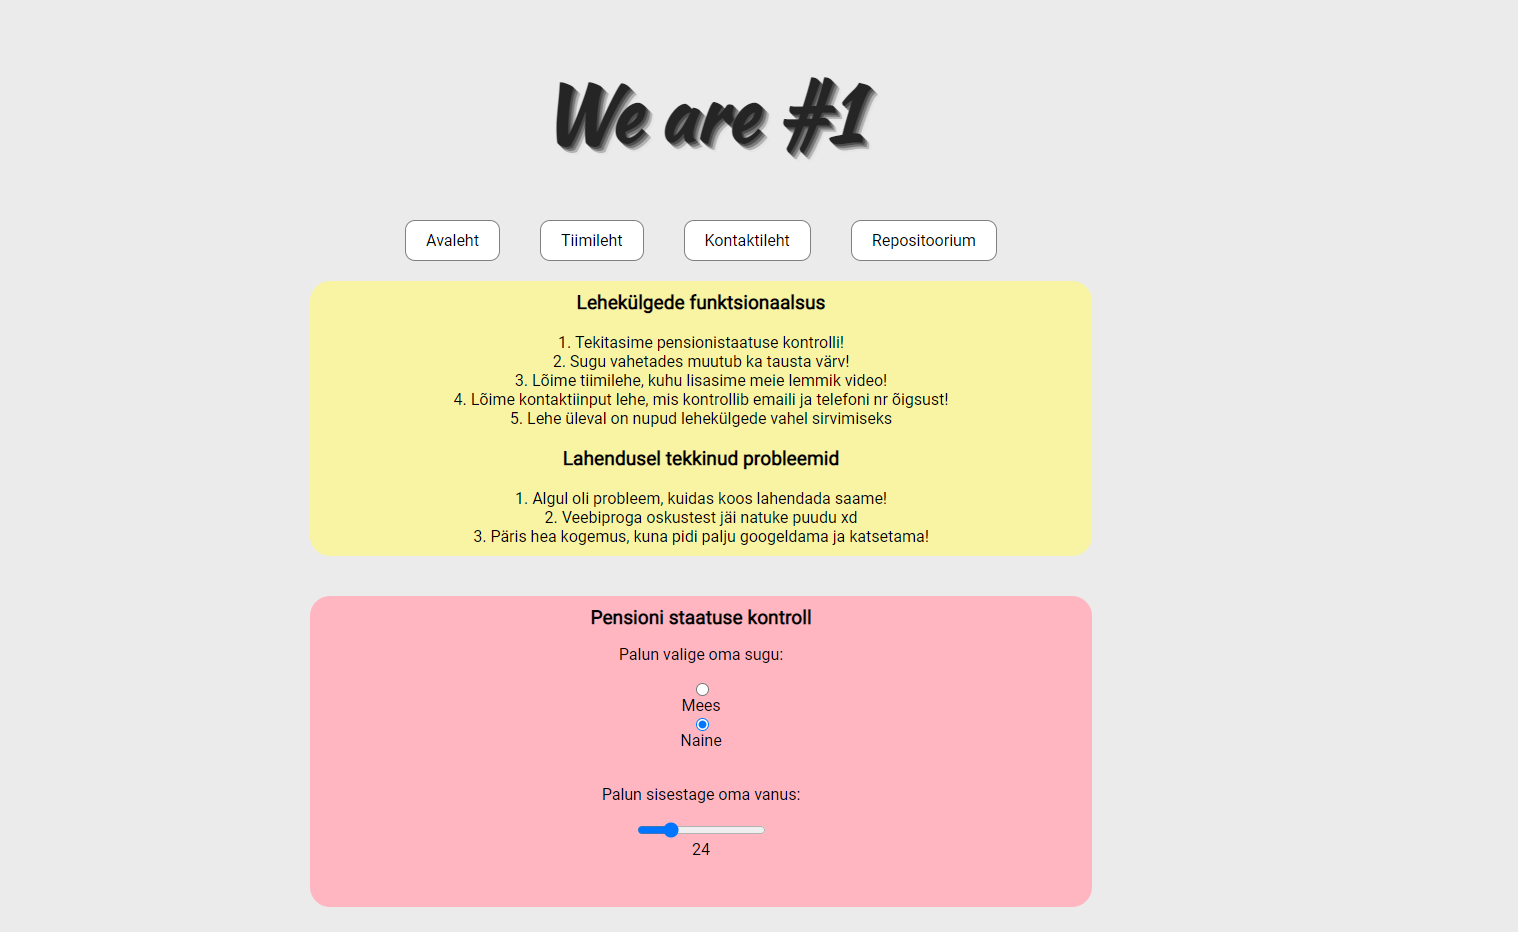 We are #1
Avaleht Tiimileht Kontaktileht Repositoorium
Lehekülgede funktsionaalsus
1. Tekitasime pensionistaatuse kontrolli!
2. Sugu vahetades muutub ka tausta värv!
3. Lõime tiimilehe, kuhu lisasime meie lemmik video!
4. Lõime kontaktiinput lehe, mis kontrollib emaili ja telefoni nr õigsust!
5. Lehe üleval on nupud lehekülgede vahel sirvimiseks
Lahendusel tekkinud probleemid
1. Algul oli probleem, kuidas koos lahendada saame!
2. Veebiproga oskustest jäi natuke puudu xd
3. Päris hea kogemus, kuna pidi palju googeldama ja katsetama!
Pensioni staatuse kontroll
Palun valige oma sugu:
Mees
Naine
Palun sisestage oma vanus:
24